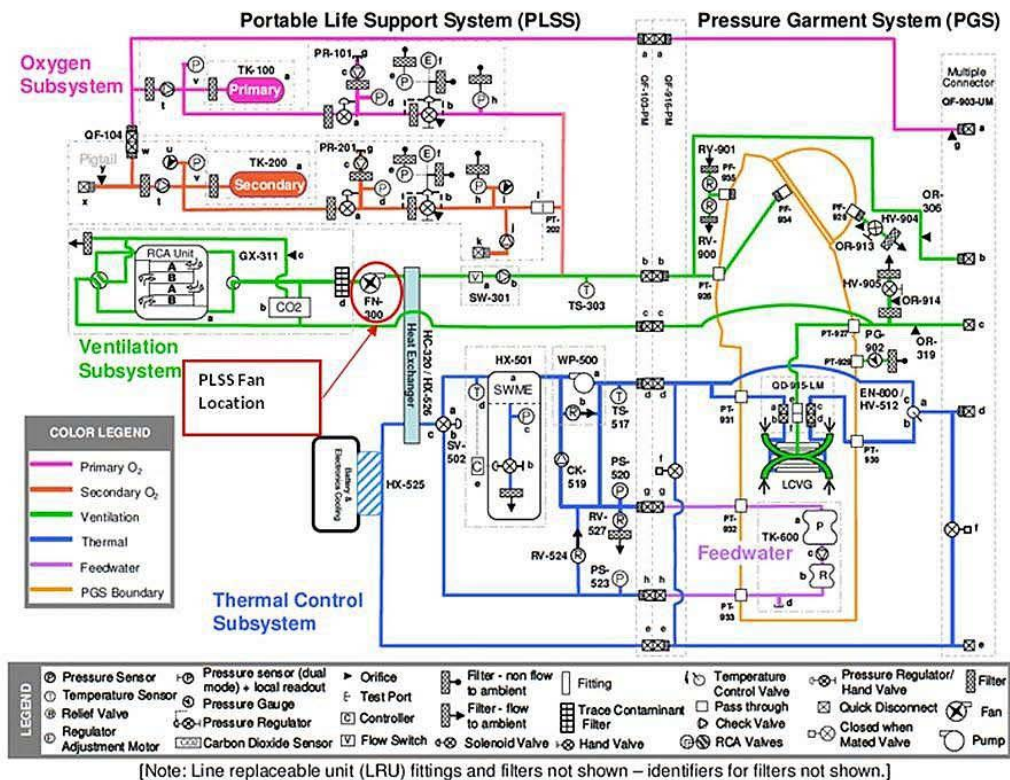 Portable Life Support System (PLSS)
Pressure Garment System (PGS)
Oxygen
Subsystem
TK-100
Primary
PR-101
QF-104
Pigtail
TK-200
Secondary
PR-201
PT-
202
QF-103-PM
QF-916-PM
Multiple
Connector
QF-903-UM
RV-901
PF-
935
RV-
900
PF-
934
OR-
306
HV-904
OR-913
HV-905
OR-914
PT-
926
RCA Unit
A
B
A
B
GX-311
CO2
FN-
300
SW-301
TS-303
Ventilation
Subsystem
PLSS Fan
Location
HC-320 / HX-526
Heat Exchanger
HX-501
SWME
WP-500
TS-
517
PT-927
PG-
902
PT-929
OR-
319
EN-800 /
HV-512
PT-
931
PT-
930
LCVG
SV-
502
CK-
519
PS-
520
RV-
527
RV-524
PS-
523
HX-525
Battery &
Electronics Cooling
PT-
932
TK-600
P
R
Feedwater
PT-
933
Thermal Control
Subsystem
COLOR LEGEND
Primary O₂
Secondary O₂
Ventilation
Thermal
Feedwater
PGS Boundary
LEGEND
Pressure Sensor
Temperature Sensor
Relief Valve
Regulator
Adjustment Motor
Pressure sensor (dual
mode) + local readout
Pressure Gauge
Pressure Regulator
CO2 Carbon Dioxide Sensor
Orifice
Test Port
C Controller
V Flow Switch
Filter - non flow
to ambient
Filter - flow
to ambient
Solenoid Valve
Fitting
Trace Contaminant
Filter
Hand Valve
Temperature
Control Valve
Pass through
Check Valve
RCA Valves
Pressure Regulator/
Hand Valve
Quick Disconnect
Closed when
Mated Valve
Filter
Fan
Pump
[Note: Line replaceable unit (LRU) fittings and filters not shown – identifiers for filters not shown.]